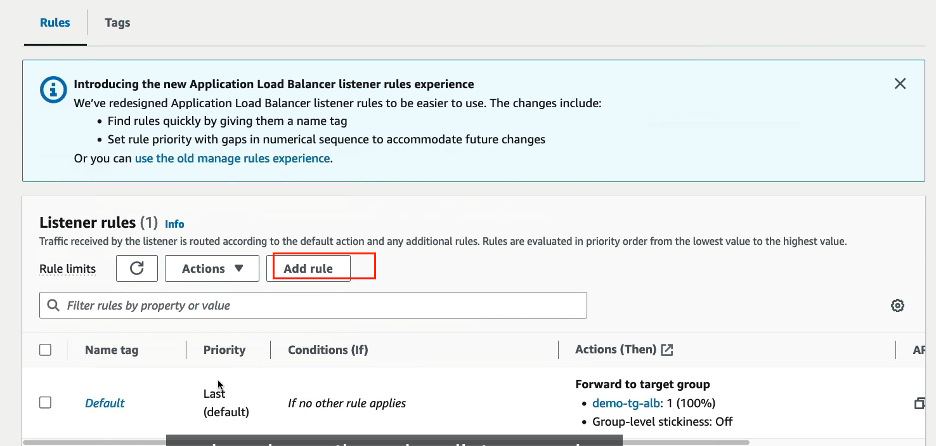 Rules Tags
Introducing the new Application Load Balancer listener rules experience
We've redesigned Application Load Balancer listener rules to be easier to use. The changes include:
• Find rules quickly by giving them a name tag
• Set rule priority with gaps in numerical sequence to accommodate future changes
Or you can use the old manage rules experience.
Listener rules (1) Info
Traffic received by the listener is routed according to the default action and any additional rules. Rules are evaluated in priority order from the lowest value to the highest value.
Rule limits Actions Add rule
Filter rules by property or value
Name tag Priority Conditions (If) Actions (Then)
Forward to target group
Default Last (default) If no other rule applies
• demo-tg-alb: 1 (100%)
• Group-level stickiness: Off